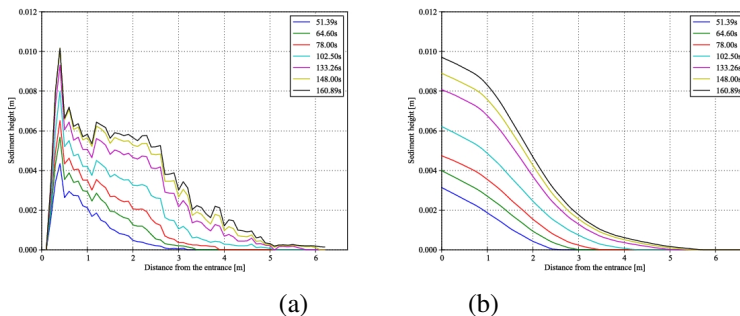 0.012
0.010
0.008
0.006
0.004
0.002
0.000
Sediment height [m]
0 1 2 3 4 5 6
Distance from the entrance [m]
51.39s
64.60s
78.00s
102.50s
133.26s
148.00s
160.89s
(a)
0.012
0.010
0.008
0.006
0.004
0.002
0.000
Sediment height [m]
0 1 2 3 4 5 6
Distance from the entrance [m]
51.39s
64.60s
78.00s
102.50s
133.26s
148.00s
160.89s
(b)